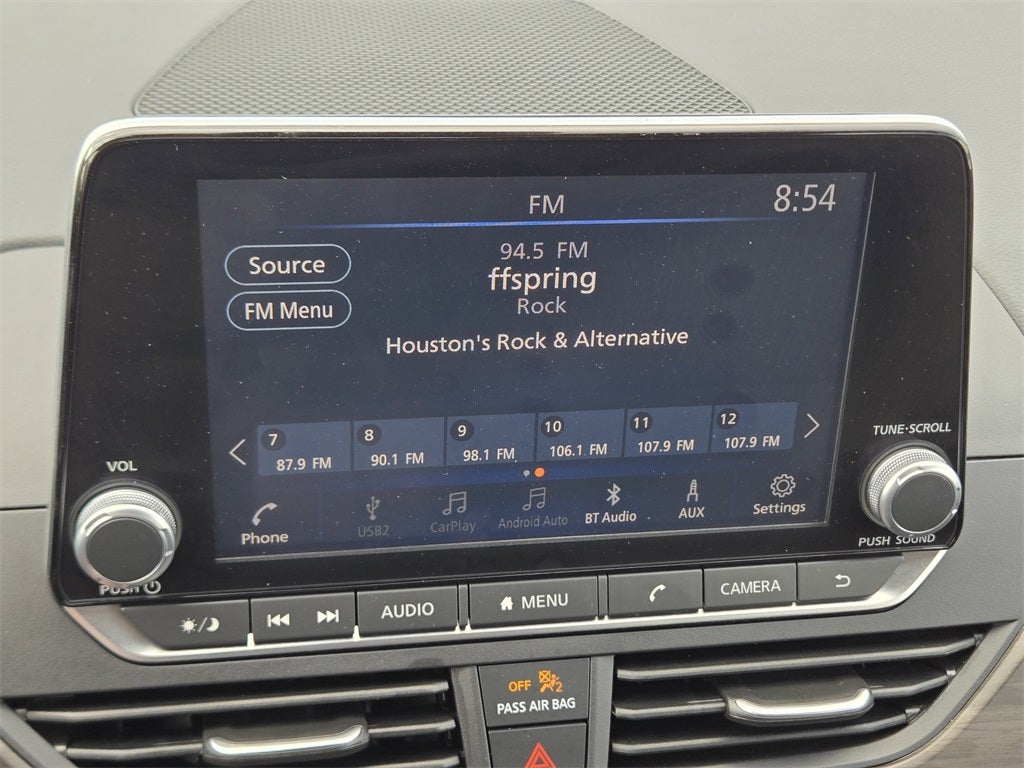 FM
8:54
Source
94.5 FM
ffspring
FM Menu
Rock
Houston's Rock & Alternative
7
87.9 FM
8
90.1 FM
9
98.1 FM
10
106.1 FM
11
107.9 FM
12
107.9 FM
Phone
USB2
CarPlay
Android Auto
BT Audio
AUX
Settings
VOL
PUSH
TUNE·SCROLL
PUSH SOUND
AUDIO
MENU
CAMERA
OFF
2
PASS AIR BAG